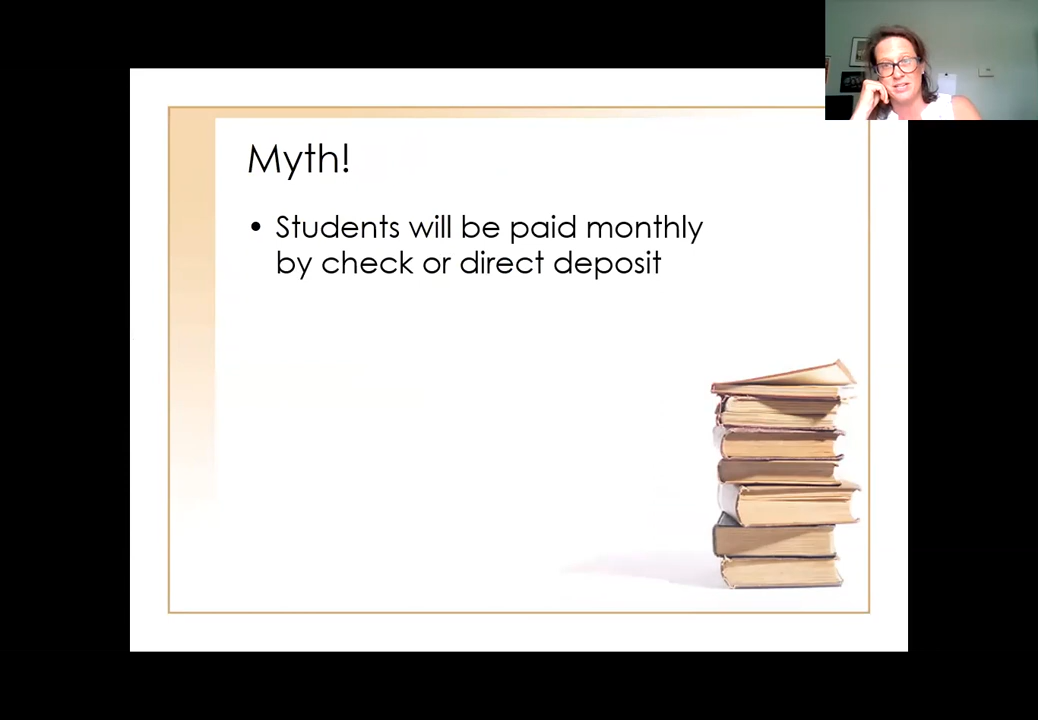 Myth!
• Students will be paid monthly
by check or direct deposit